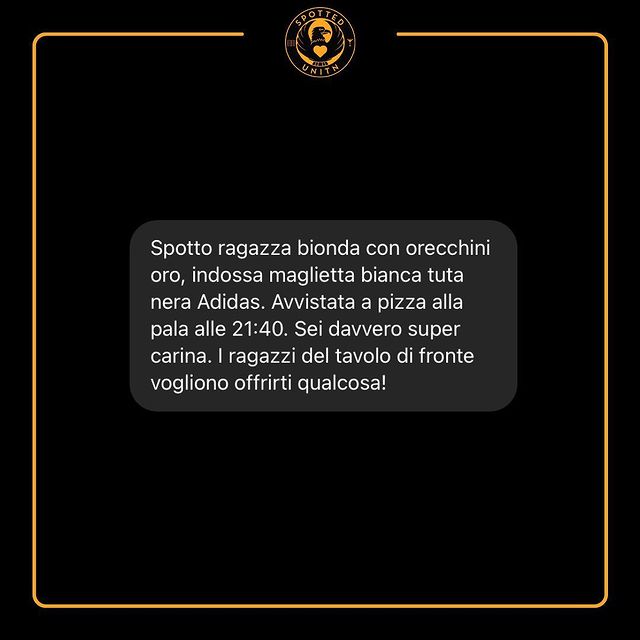 SPOTTED
UNITN
Spotto ragazza bionda con orecchini
oro, indossa maglietta bianca tuta
nera Adidas. Avvistata a pizza alla
pala alle 21:40. Sei davvero super
carina. I ragazzi del tavolo di fronte
vogliono offrirti qualcosa!